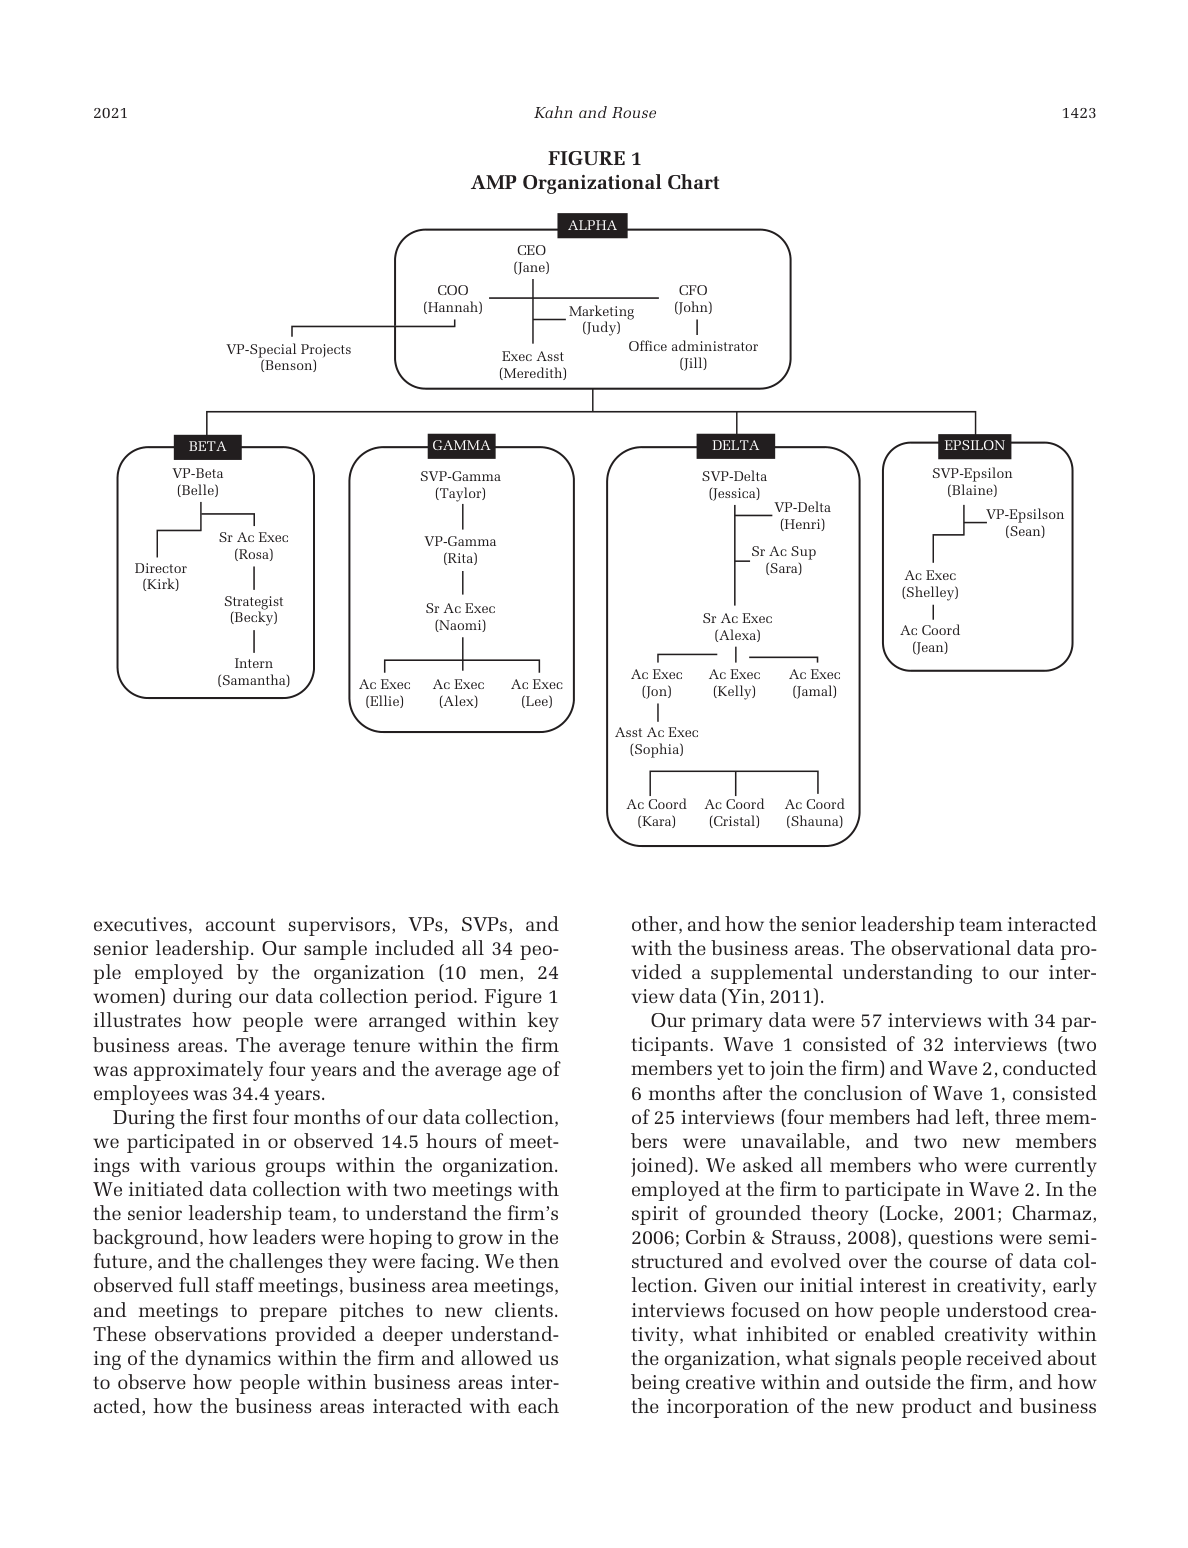 2021 Kahn and Rouse 1423
FIGURE 1
AMP Organizational Chart
ALPHA
CEO
(Jane)
COO
(Hannah)
CFO
(John)
Marketing
(Judy)
VP-Special Projects
(Benson)
Exec Asst
(Meredith)
Office administrator
(Jill)
BETA
VP-Beta
(Belle)
Sr Ac Exec
(Rosa)
Director
(Kirk)
Strategist
(Becky)
Intern
(Samantha)
GAMMA
SVP-Gamma
(Taylor)
VP-Gamma
(Rita)
Sr Ac Exec
(Naomi)
Ac Exec
(Ellie)
Ac Exec
(Alex)
Ac Exec
(Lee)
DELTA
SVP-Delta
(Jessica)
VP-Delta
(Henri)
Sr Ac Sup
(Sara)
Sr Ac Exec
(Alexa)
Ac Exec
(Jon)
Ac Exec
(Kelly)
Ac Exec
(Jamal)
Asst Ac Exec
(Sophia)
Ac Coord
(Kara)
Ac Coord
(Cristal)
Ac Coord
(Shauna)
EPSILON
SVP-Epsilon
(Blaine)
VP-Epsilson
(Sean)
Ac Exec
(Shelley)
Ac Coord
(Jean)
executives, account supervisors, VPs, SVPs, and
senior leadership. Our sample included all 34 peo-
ple employed by the organization (10 men, 24
women) during our data collection period. Figure 1
illustrates how people were arranged within key
business areas. The average tenure within the firm
was approximately four years and the average age of
employees was 34.4 years.
During the first four months of our data collection,
we participated in or observed 14.5 hours of meet-
ings with various groups within the organization.
We initiated data collection with two meetings with
the senior leadership team, to understand the firm's
background, how leaders were hoping to grow in the
future, and the challenges they were facing. We then
observed full staff meetings, business area meetings,
and meetings to prepare pitches to new clients.
These observations provided a deeper understand-
ing of the dynamics within the firm and allowed us
to observe how people within business areas inter-
acted, how the business areas interacted with each
other, and how the senior leadership team interacted
with the business areas. The observational data pro-
vided a supplemental understanding to our inter-
view data (Yin, 2011).
Our primary data were 57 interviews with 34 par-
ticipants. Wave 1 consisted of 32 interviews (two
members yet to join the firm) and Wave 2, conducted
6 months after the conclusion of Wave 1, consisted
of 25 interviews (four members had left, three mem-
bers were unavailable, and two new members
joined). We asked all members who were currently
employed at the firm to participate in Wave 2. In the
spirit of grounded theory (Locke, 2001; Charmaz,
2006; Corbin & Strauss, 2008), questions were semi-
structured and evolved over the course of data col-
lection. Given our initial interest in creativity, early
interviews focused on how people understood crea-
tivity, what inhibited or enabled creativity within
the organization, what signals people received about
being creative within and outside the firm, and how
the incorporation of the new product and business